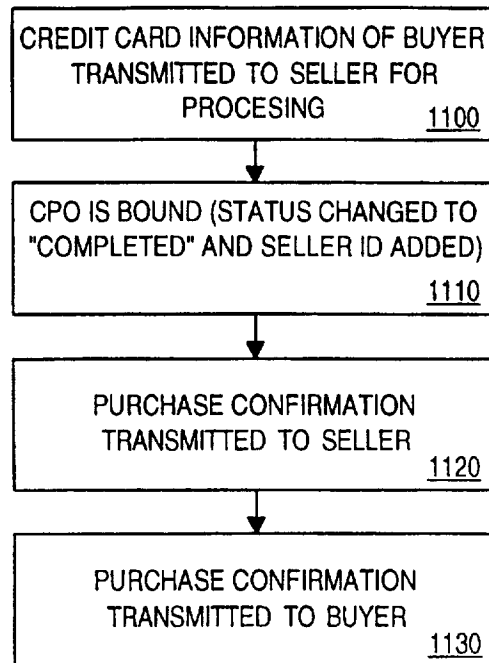 CREDIT CARD INFORMATION OF BUYER
TRANSMITTED TO SELLER FOR
PROCESING
1100
CPO IS BOUND (STATUS CHANGED TO
"COMPLETED" AND SELLER ID ADDED)
1110
PURCHASE CONFIRMATION
TRANSMITTED TO SELLER
1120
PURCHASE CONFIRMATION
TRANSMITTED TO BUYER
1130